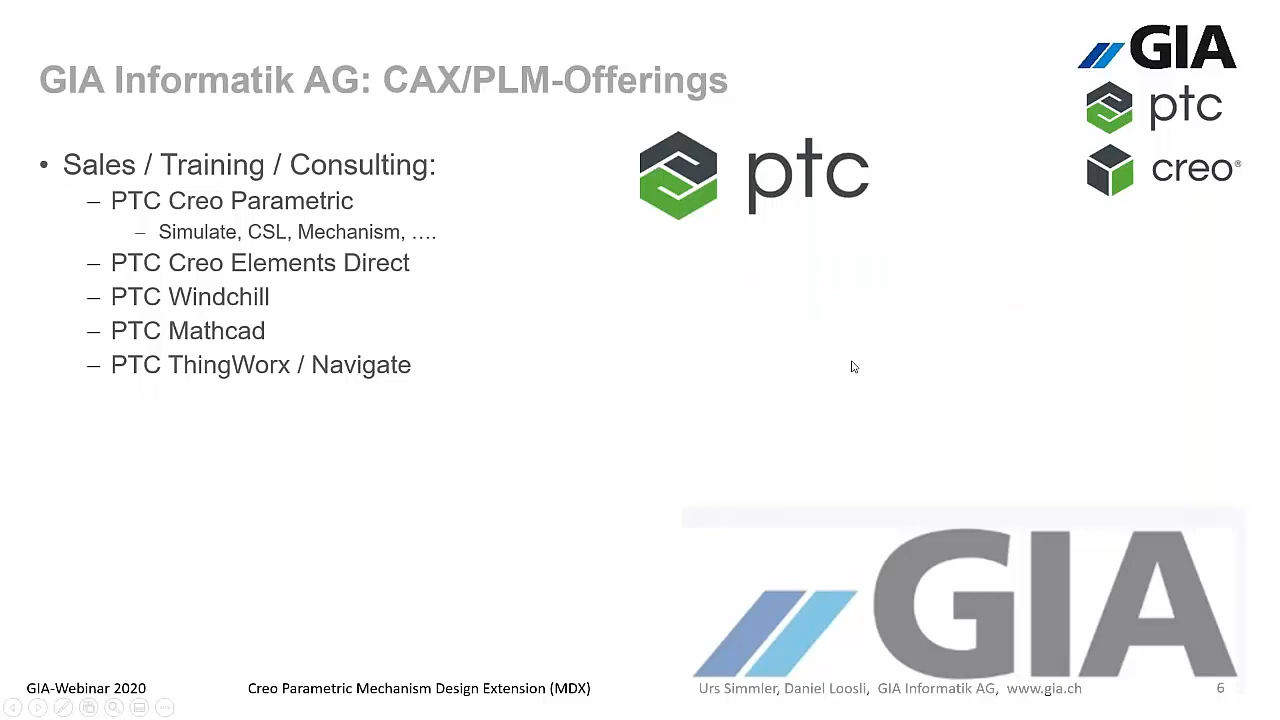 GIA
ptc
creo®
GIA Informatik AG: CAX/PLM-Offerings
• Sales / Training / Consulting:
– PTC Creo Parametric
– Simulate, CSL, Mechanism, ….
– PTC Creo Elements Direct
– PTC Windchill
– PTC Mathcad
– PTC ThingWorx / Navigate
ptc
GIA
GIA-Webinar 2020 Creo Parametric Mechanism Design Extension (MDX) Urs Simmler, Daniel Loosli, GIA Informatik AG, www.gia.ch 6